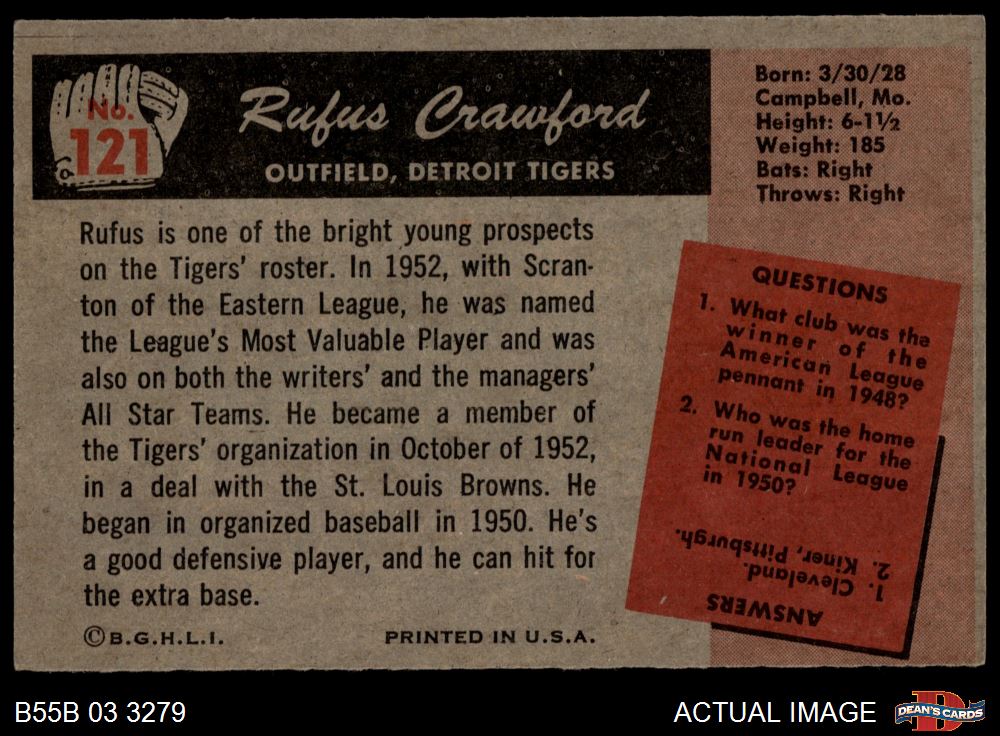 No.
121
Rufus Crawford
OUTFIELD, DETROIT TIGERS
Born: 3/30/28
Campbell, Mo.
Height: 6-1½
Weight: 185
Bats: Right
Throws: Right
Rufus is one of the bright young prospects
on the Tigers' roster. In 1952, with Scran-
ton of the Eastern League, he was named
the League's Most Valuable Player and was
also on both the writers' and the managers'
All Star Teams. He became a member of
the Tigers' organization in October of 1952,
in a deal with the St. Louis Browns. He
began in organized baseball in 1950. He's
a good defensive player, and he can hit for
the extra base.
©B.G.H.L.I.
PRINTED IN U.S.A.
QUESTIONS
1. What club was the
winner of the
American League
pennant in 1948?
2. Who was the home
run leader for the
National League
in 1950?
ANSWERS
1. Cleveland.
2. Kiner, Pittsburgh.
B55B 03 3279
ACTUAL IMAGE
D
DEAN'S CARDS